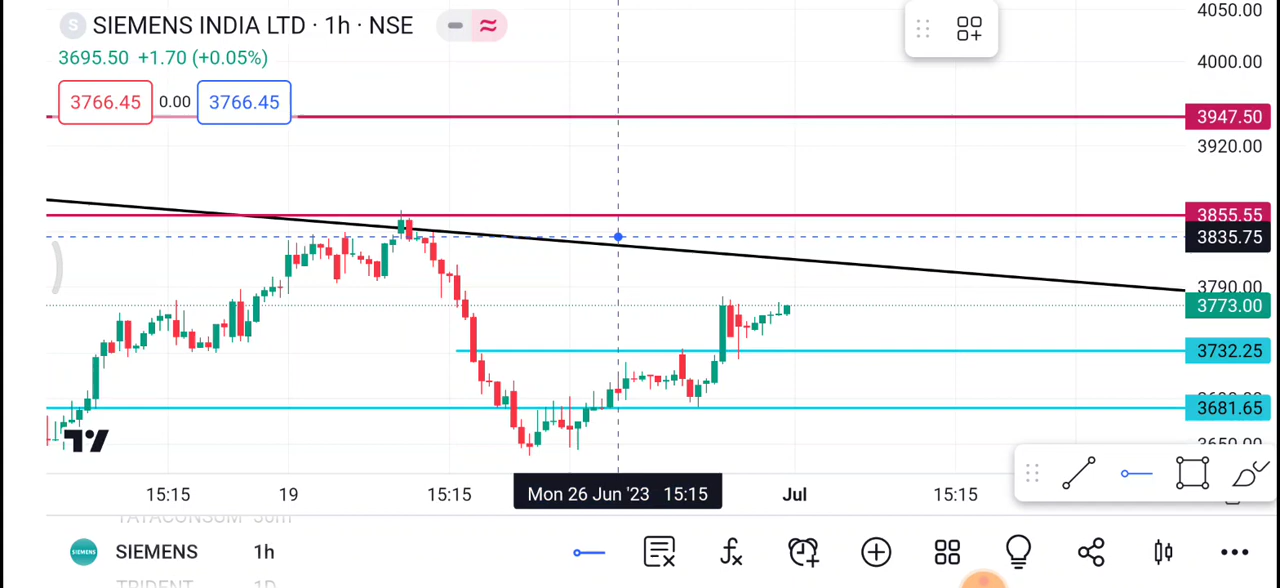 S SIEMENS INDIA LTD · 1h · NSE
3695.50 +1.70 (+0.05%)
3766.45 0.00 3766.45
4050.00
4000.00
3947.50
3920.00
3855.55
3835.75
3790.00
3773.00
3732.25
3681.65
3650.00
15:15 19 15:15 Mon 26 Jun '23 15:15 Jul 15:15
TATACONSUM 30m
SIEMENS SIEMENS 1h
TRIDENT 1D